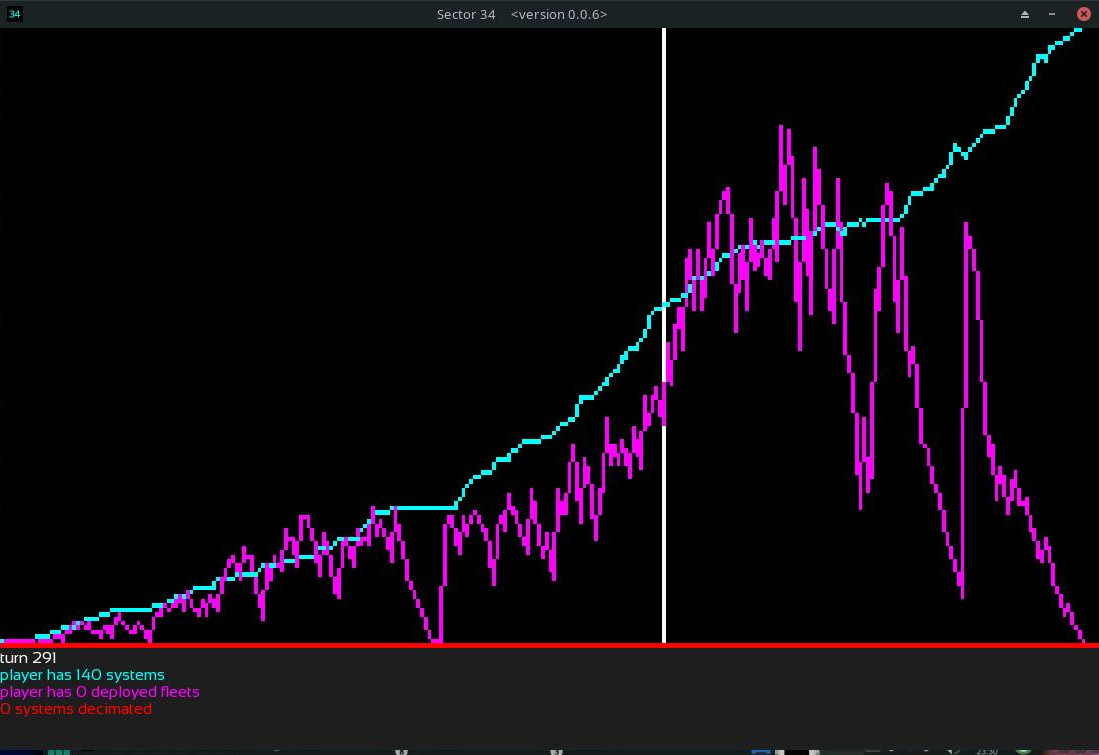 34
Sector 34 <version 0.0.6>
turn 291
player has 140 systems
player has 0 deployed fleets
0 systems decimated